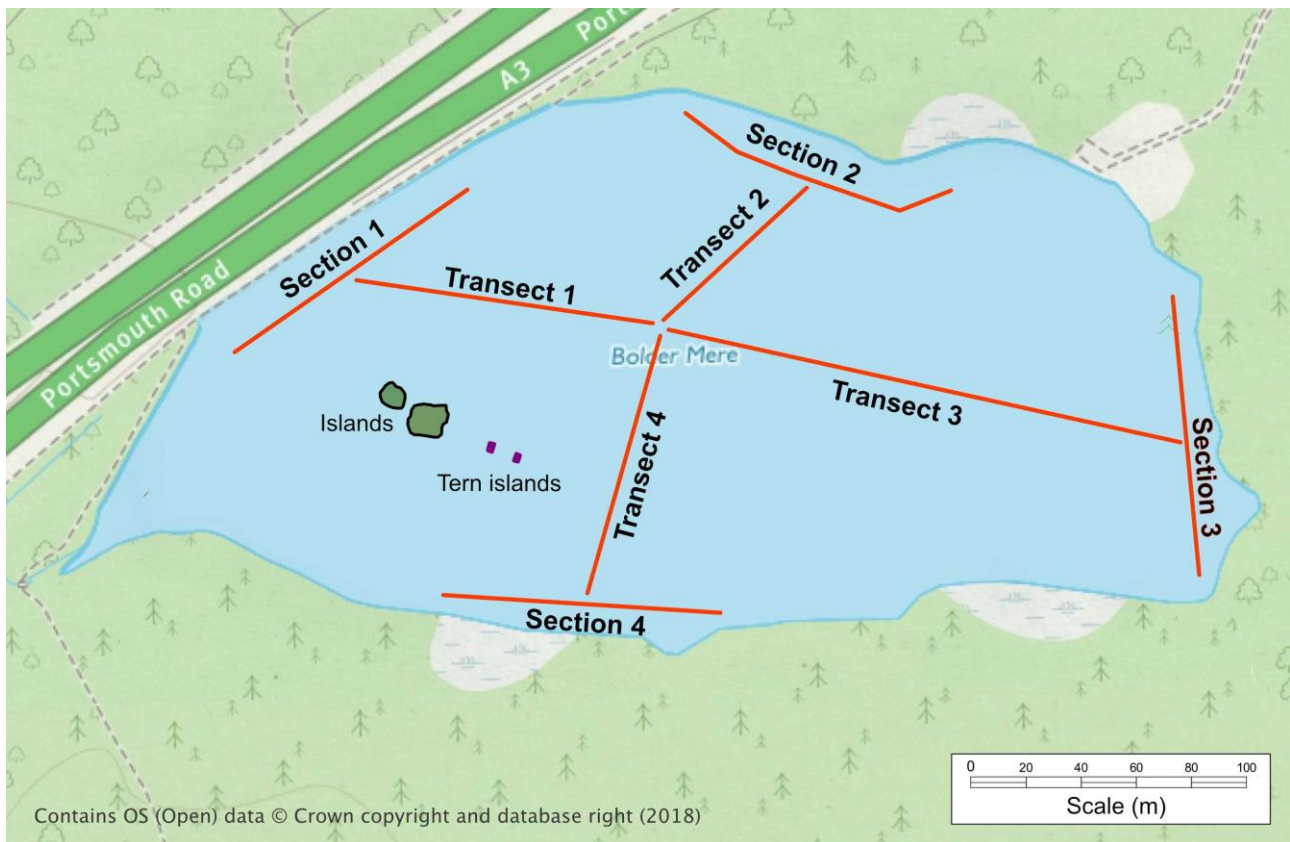 Ports
A3
Section 2
Transect 2
Section 1
Portsmouth Road
Transect 1
Bolder Mere
Transect 3
Islands
Transect 4
Section 3
Tern islands
Section 4
0 20 40 60 80 100
Scale (m)
Contains OS (Open) data © Crown copyright and database right (2018)